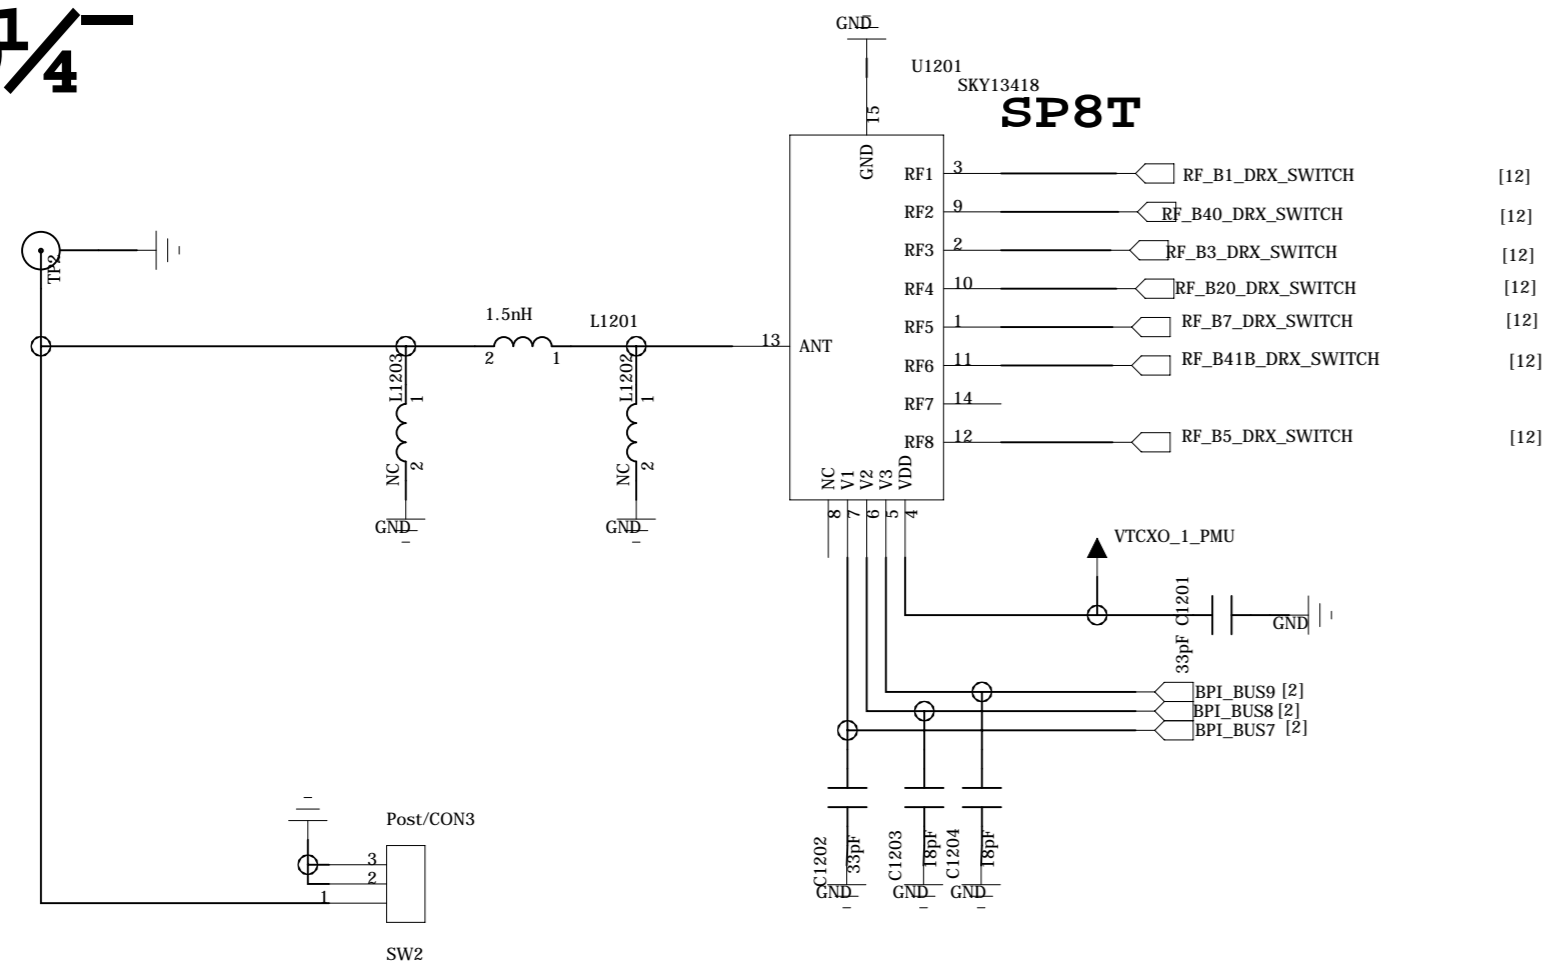 1/4
GND
U1201
SKY13418
SP8T
15
GND
RF1 3 RF_B1_DRX_SWITCH [12]
RF2 9 RF_B40_DRX_SWITCH [12]
TP2
RF3 2 RF_B3_DRX_SWITCH [12]
RF4 10 RF_B20_DRX_SWITCH [12]
1.5nH
L1201
RF5 1 RF_B7_DRX_SWITCH [12]
2 1
13 ANT
RF6 11 RF_B41B_DRX_SWITCH [12]
L1203 1
L1202 1
RF7 14
RF8 12 RF_B5_DRX_SWITCH [12]
NC 2
NC 2
NC V1 V2 V3 VDD
8 7 6 5 4
GND
GND
VTCXO_1_PMU
33pF C1201
GND
BPI_BUS9 [2]
BPI_BUS8 [2]
BPI_BUS7 [2]
Post/CON3
C1202 33pF
C1203 18pF
C1204 18pF
3
2
1
GND
GND
GND
SW2